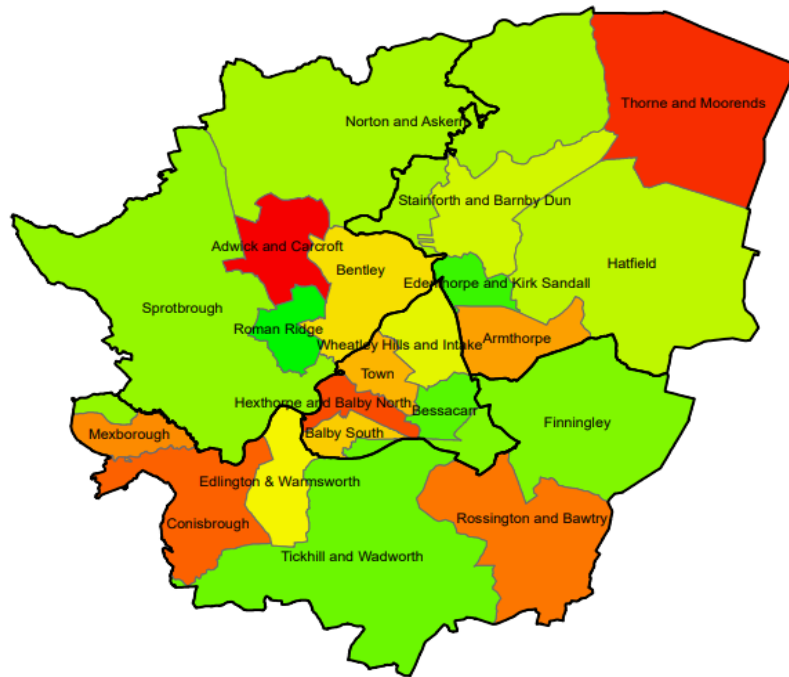 Thorne and Moorends
Norton and Askern
Stainforth and Barnby Dun
Adwick and Carcroft
Hatfield
Bentley
Edenthorpe and Kirk Sandall
Sprotbrough
Roman Ridge
Wheatley Hills and Intake
Armthorpe
Town
Hexthorpe and Balby North
Bessacarr
Finningley
Mexborough
Balby South
Edlington & Warmsworth
Rossington and Bawtry
Conisbrough
Tickhill and Wadworth